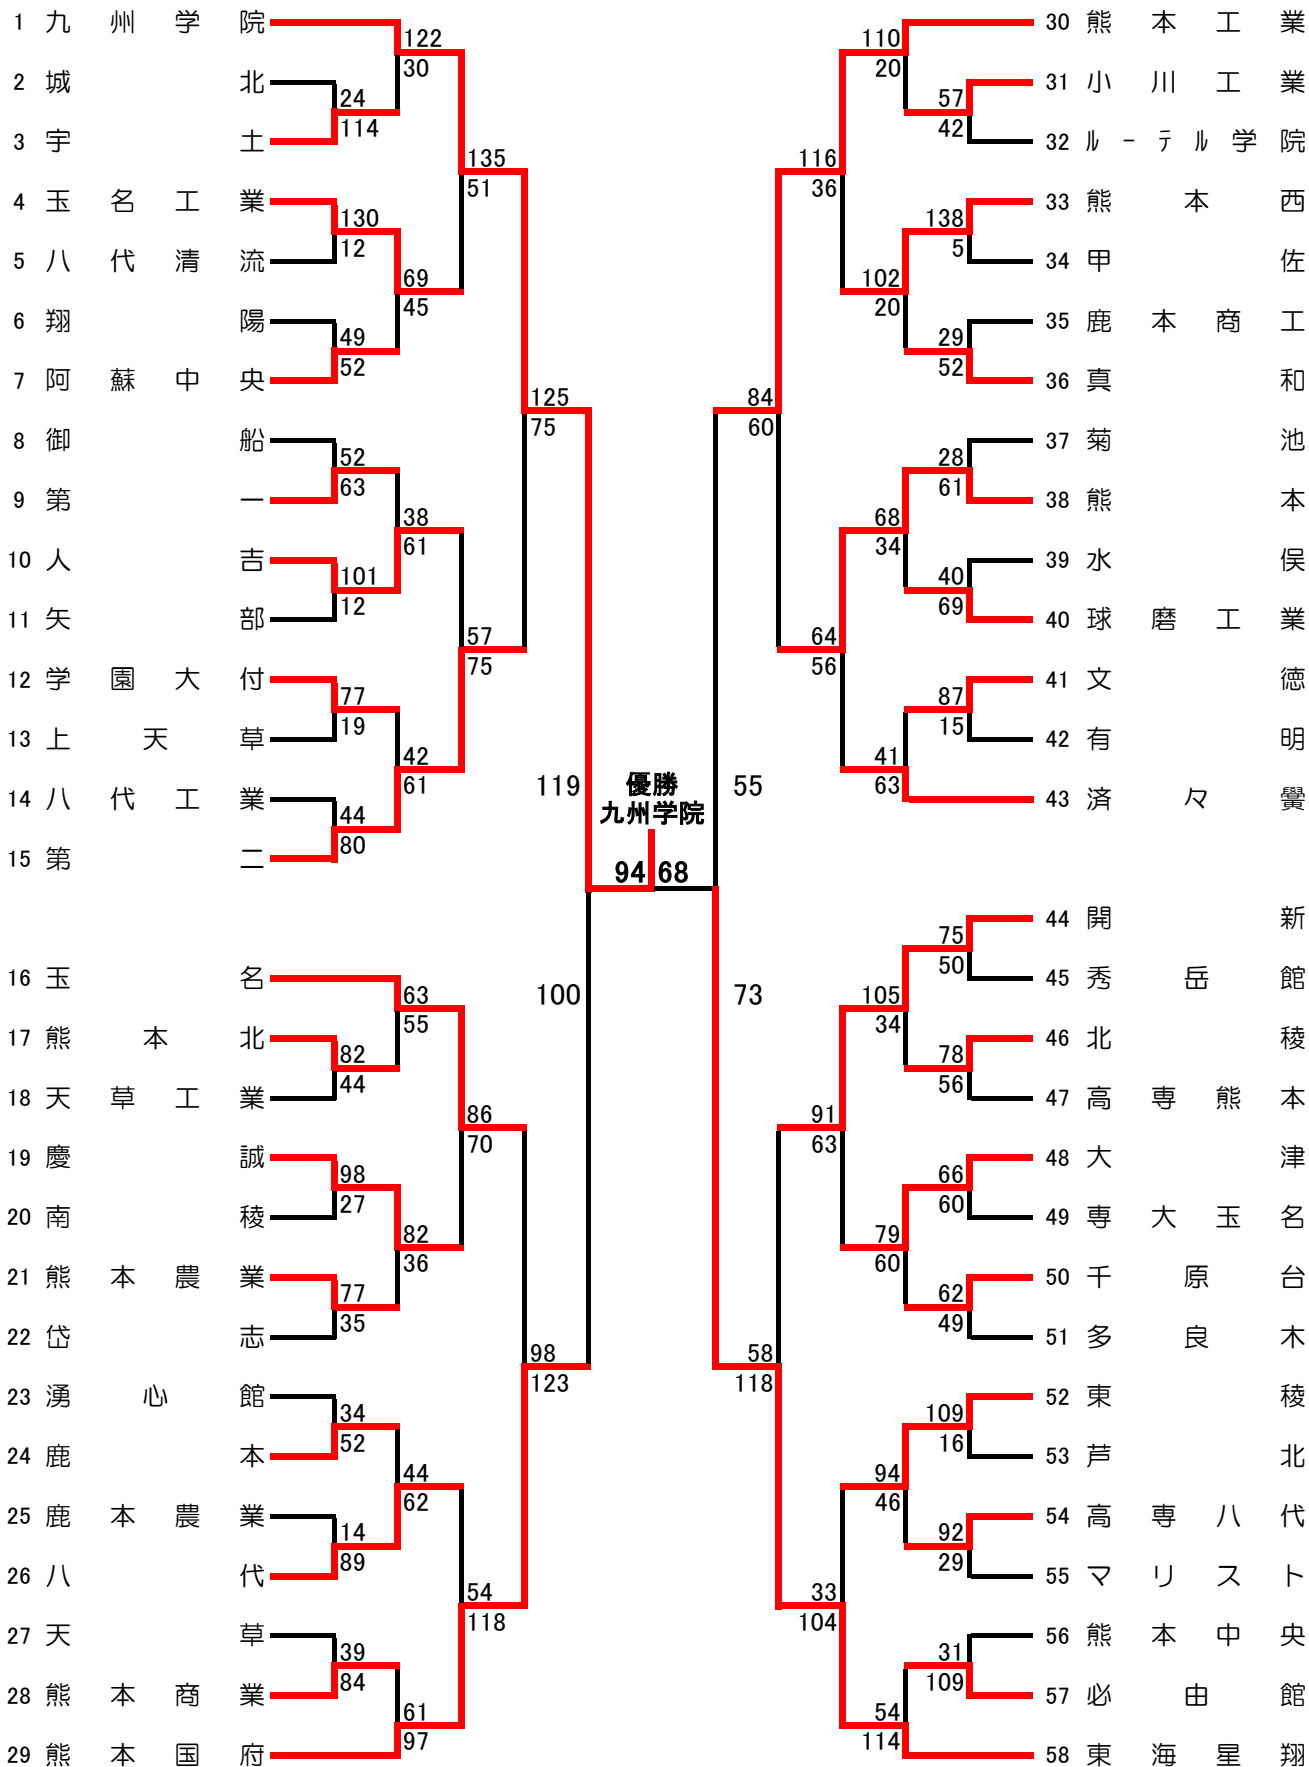 1 九州学院
2 城北
3 宇土
4 玉名工業
5 八代清流
6 翔陽
7 阿蘇中央
8 御船
9 第一
10 人吉
11 矢部
12 学園大付
13 上天草
14 八代工業
15 第二
16 玉名
17 熊本北
18 天草工業
19 慶誠
20 南稜
21 熊本農業
22 岱志
23 湧心館
24 鹿本
25 鹿本農業
26 八代
27 天草
28 熊本商業
29 熊本国府
122
30
24
114
135
51
130
12
69
45
49
52
125
75
52
63
38
61
101
12
57
75
77
19
42
61
44
80
119
100
63
55
82
44
86
70
98
27
82
36
77
35
98
123
34
52
44
62
14
89
54
118
39
84
61
97
優勝
九州学院
94 68
55
73
110
20
57
42
116
36
138
5
102
20
29
52
84
60
28
61
68
34
40
69
64
56
87
15
41
63
75
50
105
34
78
56
91
63
66
60
79
60
62
49
58
118
109
16
94
46
92
29
33
104
31
109
54
114
30 熊本工業
31 小川工業
32 ルーテル学院
33 熊本西
34 甲佐
35 鹿本商工
36 真和
37 菊池
38 熊本
39 水俣
40 球磨工業
41 文徳
42 有明
43 済々黌
44 開新
45 秀岳館
46 北稜
47 高専熊本
48 大津
49 専大玉名
50 千原台
51 多良木
52 東稜
53 芦北
54 高専八代
55 マリスト
56 熊本中央
57 必由館
58 東海星翔